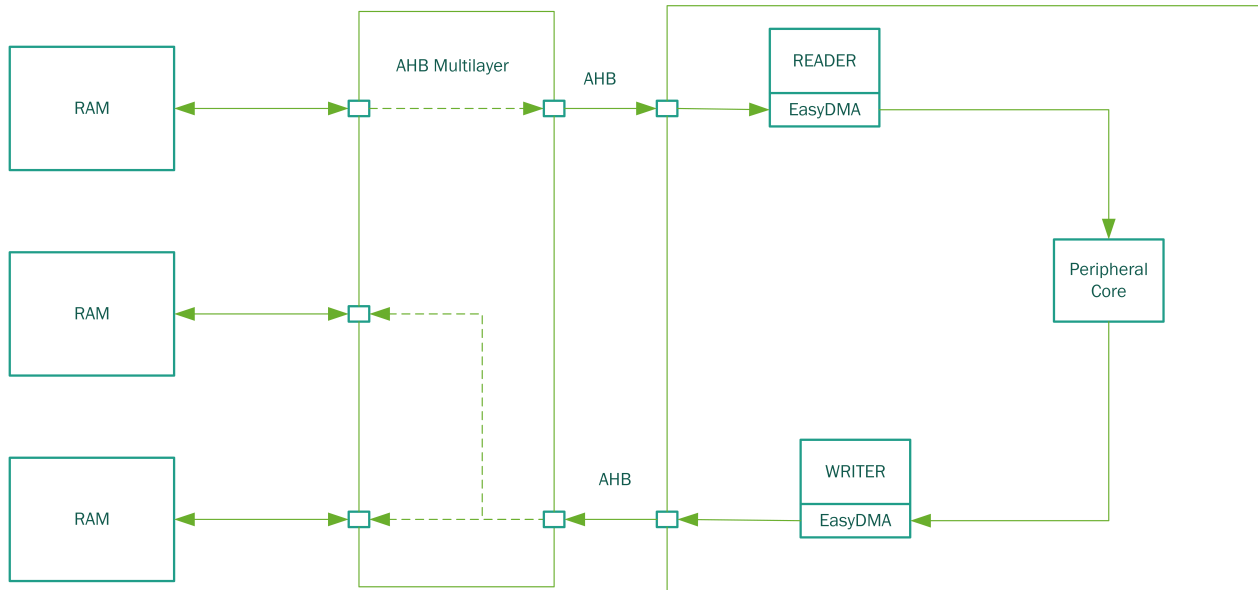 AHB Multilayer
AHB
READER
EasyDMA
RAM
Peripheral
Core
RAM
AHB
WRITER
EasyDMA
RAM